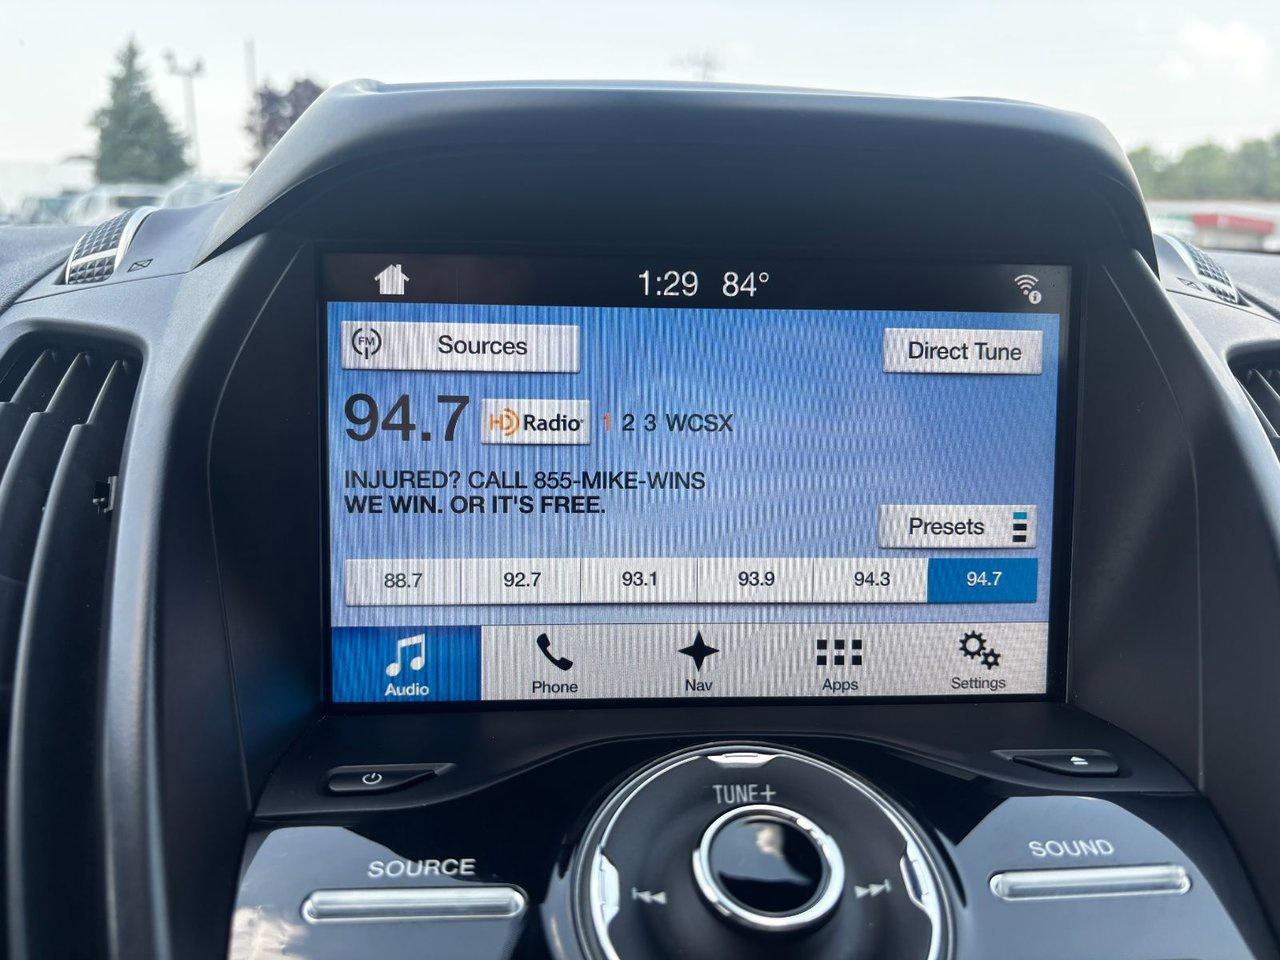 1:29 84°
FM Sources
Direct Tune
94.7 HD Radio 1 2 3 WCSX
INJURED? CALL 855-MIKE-WINS
WE WIN. OR IT'S FREE.
Presets
88.7 92.7 93.1 93.9 94.3 94.7
Audio Phone Nav Apps Settings
TUNE+
SOURCE
SOUND